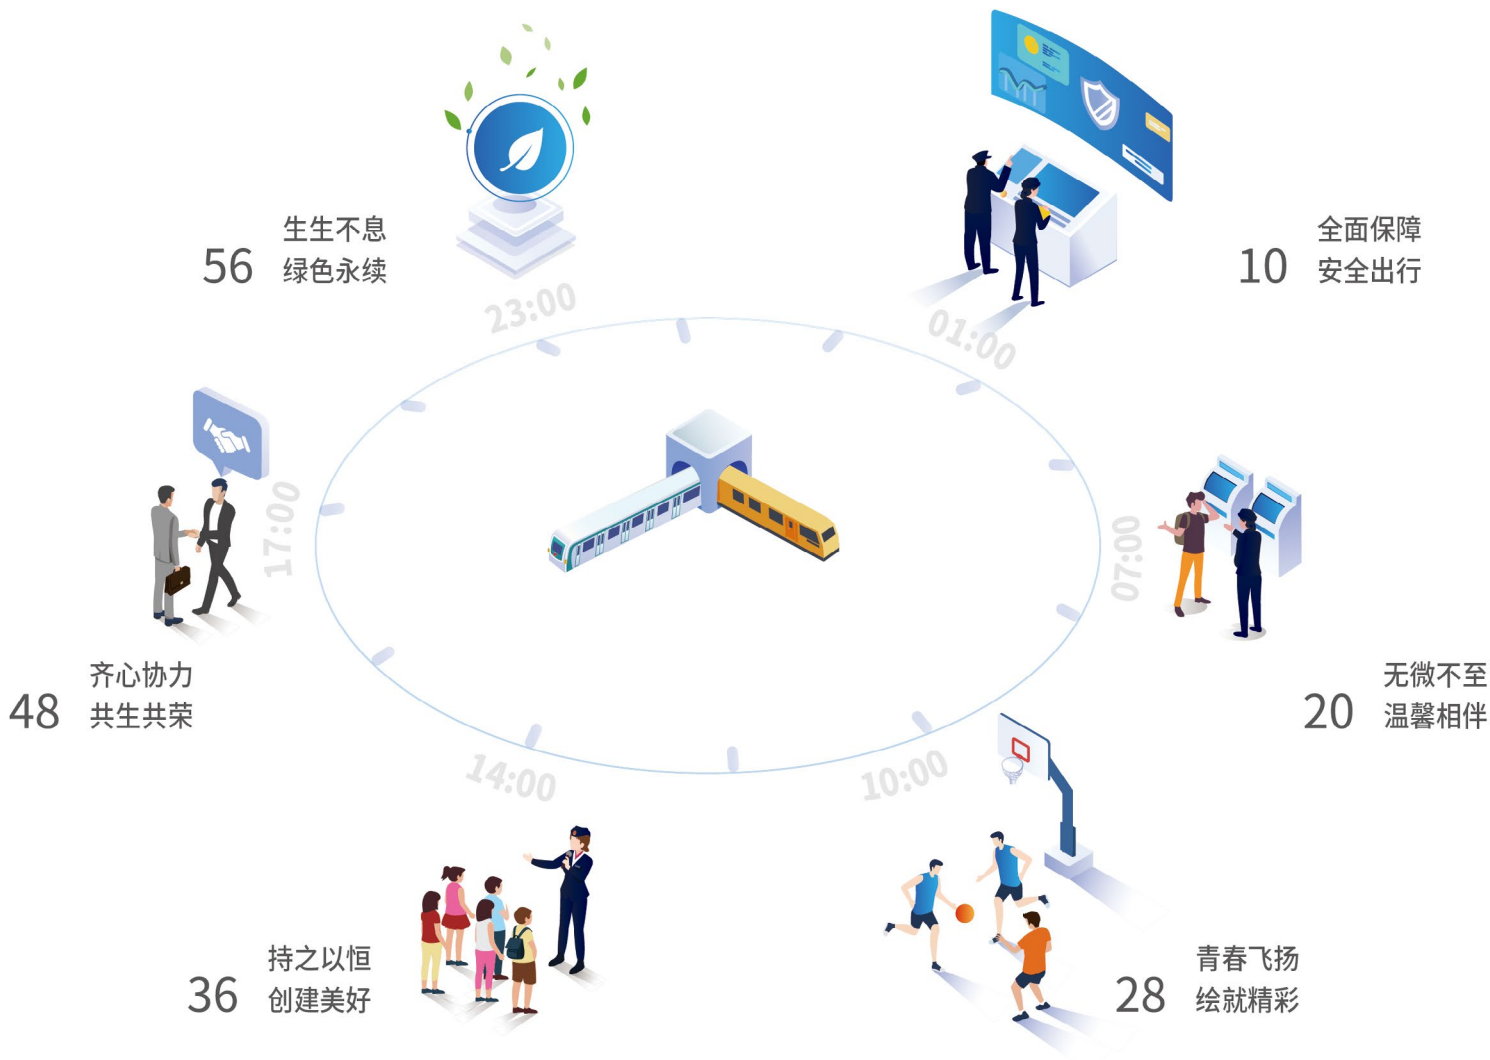 23:00
56
生生不息
绿色永续
01:00
10
全面保障
安全出行
17:00
48
齐心协力
共生共荣
07:00
20
无微不至
温馨相伴
14:00
36
持之以恒
创建美好
10:00
28
青春飞扬
绘就精彩